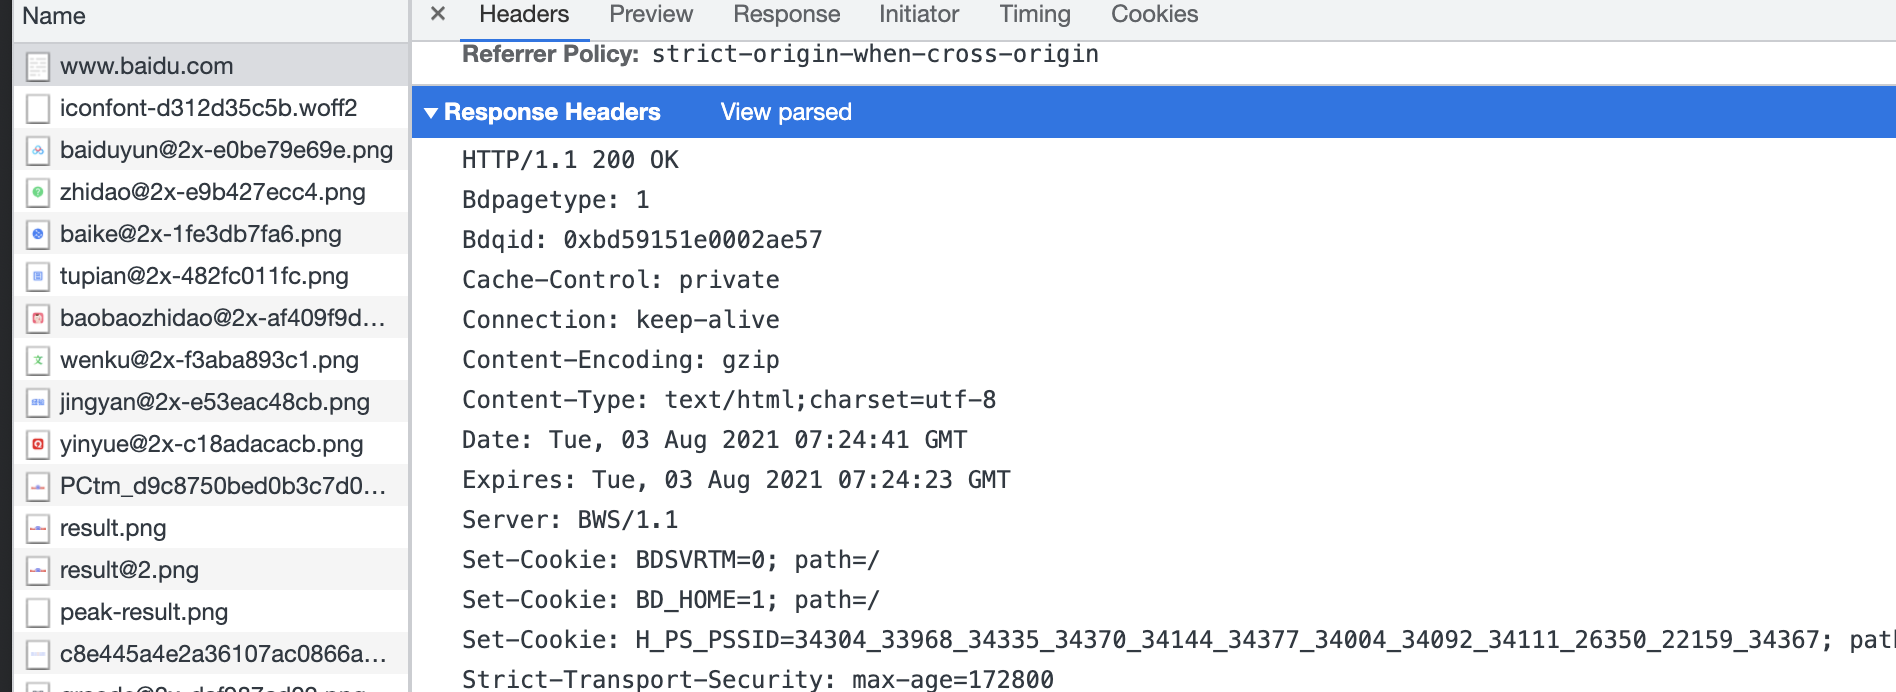 Name
www.baidu.com
iconfont-d312d35c5b.woff2
baiduyun@2x-e0be79e69e.png
zhidao@2x-e9b427ecc4.png
baike@2x-1fe3db7fa6.png
tupian@2x-482fc011fc.png
baobaozhidao@2x-af409f9d...
wenku@2x-f3aba893c1.png
jingyan@2x-e53eac48cb.png
yinyue@2x-c18adacacb.png
PCtm_d9c8750bed0b3c7d0...
result.png
result@2.png
peak-result.png
c8e445a4e2a36107ac0866a...
× Headers Preview Response Initiator Timing Cookies
Referrer Policy: strict-origin-when-cross-origin
▼ Response Headers View parsed
HTTP/1.1 200 OK
Bdpagetype: 1
Bdqid: 0xbd59151e0002ae57
Cache-Control: private
Connection: keep-alive
Content-Encoding: gzip
Content-Type: text/html;charset=utf-8
Date: Tue, 03 Aug 2021 07:24:41 GMT
Expires: Tue, 03 Aug 2021 07:24:23 GMT
Server: BWS/1.1
Set-Cookie: BDSVRTM=0; path=/
Set-Cookie: BD_HOME=1; path=/
Set-Cookie: H_PS_PSSID=34304_33968_34335_34370_34144_34377_34004_34092_34111_26350_22159_34367; pat
Strict-Transport-Security: max-age=172800